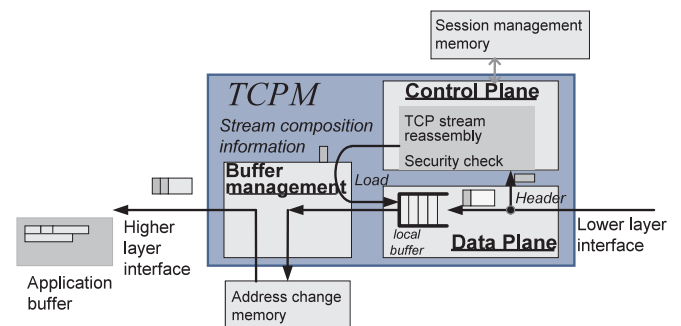 Session management
memory
TCPM
Control Plane
Stream composition
information
TCP stream
reassembly
Security check
Buffer
management
Load
Header
local
buffer
Data Plane
Higher
layer
interface
Lower layer
interface
Application
buffer
Address change
memory